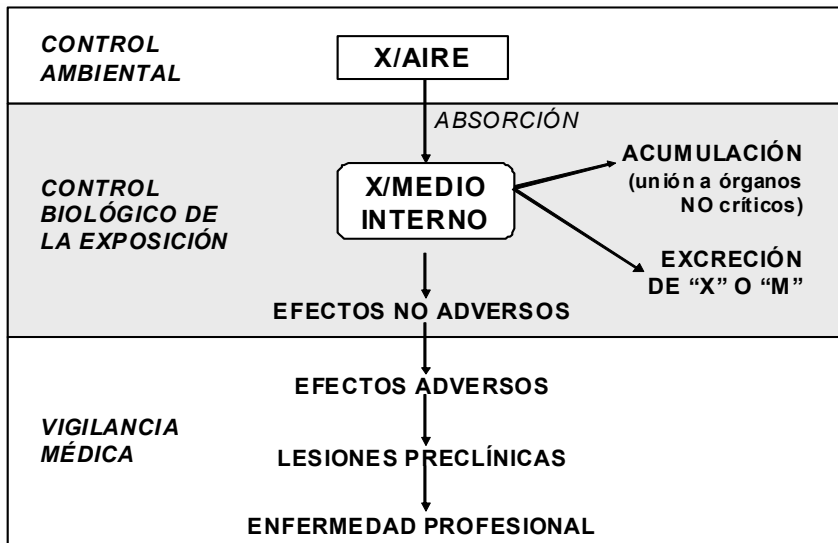 CONTROL
AMBIENTAL
X/AIRE
ABSORCIÓN
CONTROL
BIOLÓGICO DE
LA EXPOSICIÓN
X/MEDIO
INTERNO
ACUMULACIÓN
(unión a órganos
NO críticos)
EXCRECIÓN
DE “X” O “M”
EFECTOS NO ADVERSOS
VIGILANCIA
MÉDICA
EFECTOS ADVERSOS
LESIONES PRECLÍNICAS
ENFERMEDAD PROFESIONAL